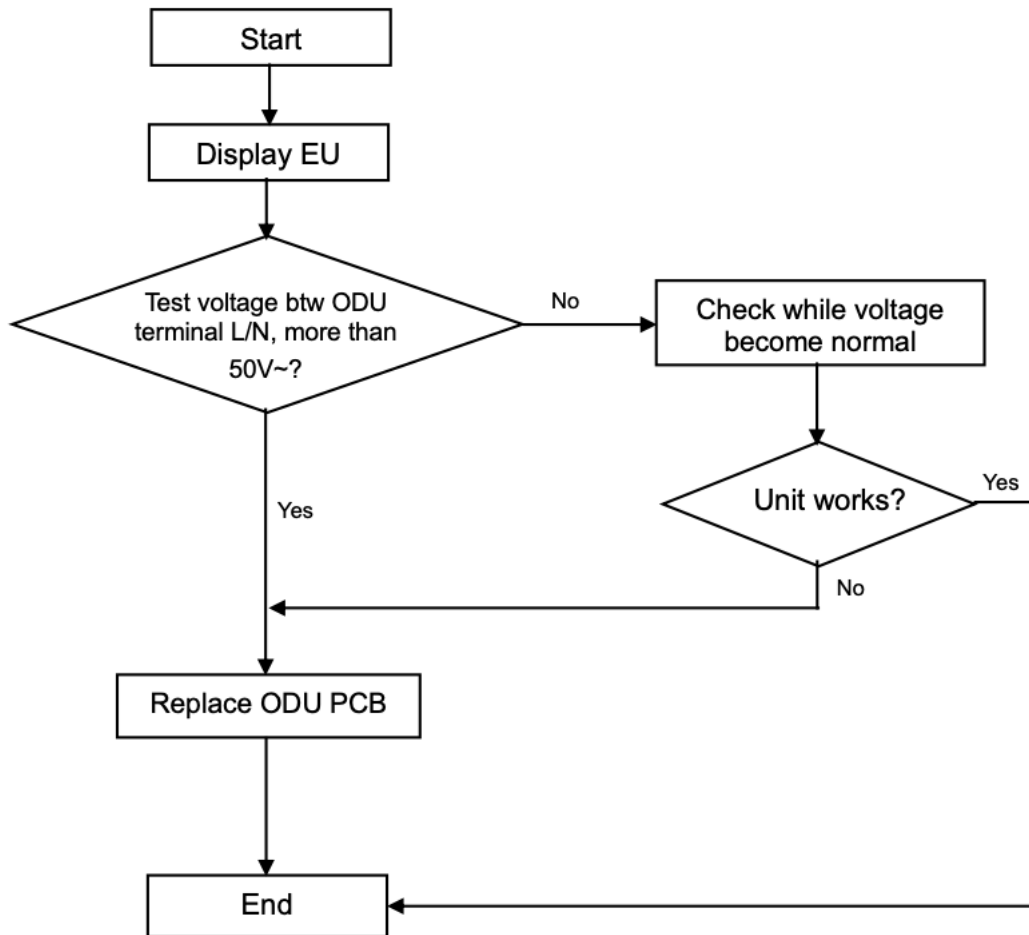 Start
Display EU
Test voltage btw ODU
terminal L/N, more than
50V~?
No
Check while voltage
become normal
Unit works?
Yes
Yes
No
Replace ODU PCB
End